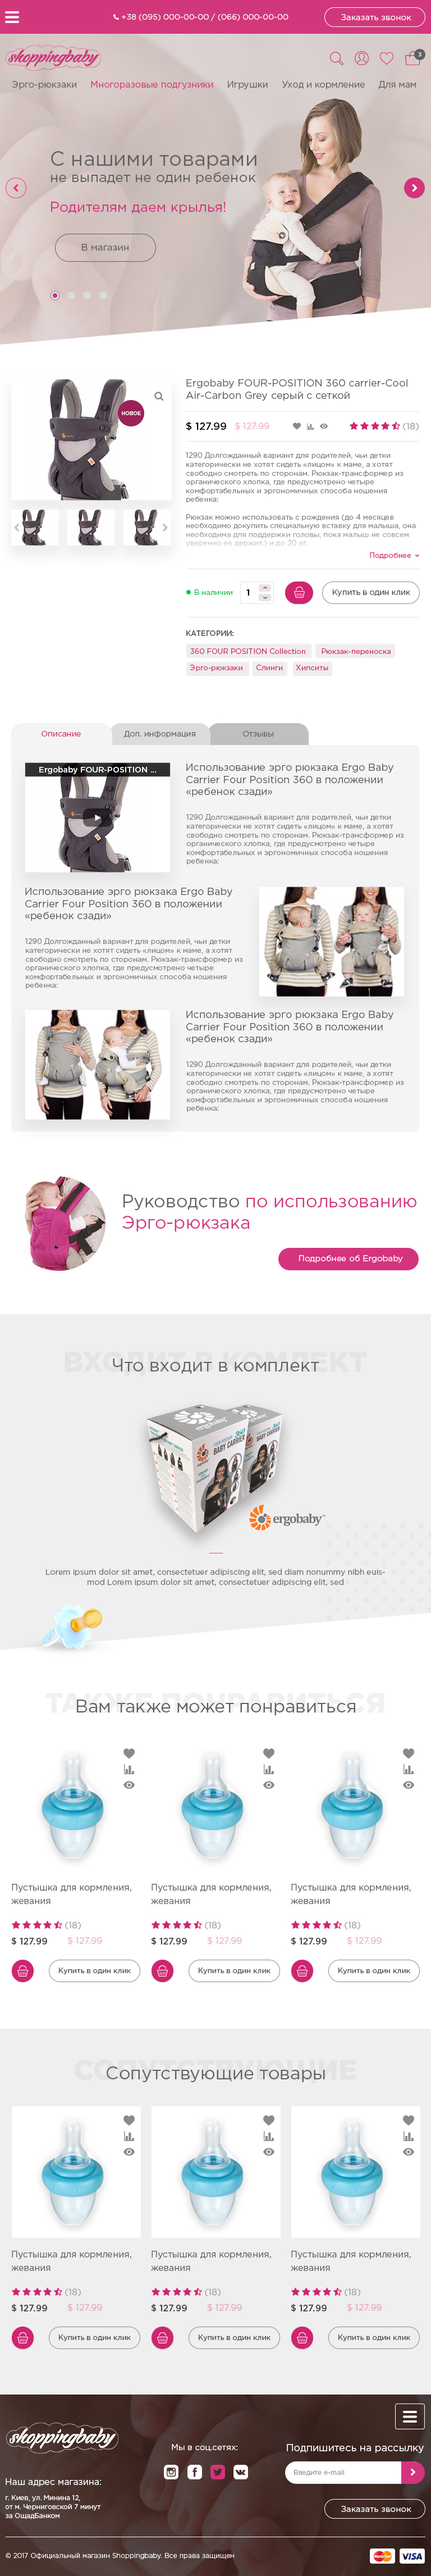 +38 (095) 000-00-00 / (066) 000-00-00
Заказать звонок
shoppingbaby
3
Эрго-рюкзаки Многоразовые подгузники Игрушки Уход и кормление Для мам
С нашими товарами
не выпадет не один ребенок
Родителям даем крылья!
В магазин
НОВОЕ
Ergobaby FOUR-POSITION 360 carrier-Cool
Air-Carbon Grey серый с сеткой
$ 127.99 $ 127.99 (18)
1290 Долгожданный вариант для родителей, чьи детки
категорически не хотят сидеть «лицом» к маме, а хотят
свободно смотреть по сторонам. Рюкзак-трансформер из
органического хлопка, где предусмотрено четыре
комфортабельных и эргономичных способа ношения
ребенка:
Рюкзак можно использовать с рождения (до 4 месяцев
необходимо докупить специальную вставку для малыша, она
необходима для поддержки головы, пока малыш не совсем
уверенно ее держит.) и до 20 кг.
Подробнее
В наличии
1
Купить в один клик
КАТЕГОРИИ:
360 FOUR POSITION Collection Рюкзак-переноска
Эрго-рюкзаки Слинги Хипситы
Описание Доп. информация Отзывы
Ergobaby FOUR-POSITION ...
Использование эрго рюкзака Ergo Baby
Carrier Four Position 360 в положении
«ребенок сзади»
1290 Долгожданный вариант для родителей, чьи детки
категорически не хотят сидеть «лицом» к маме, а хотят
свободно смотреть по сторонам. Рюкзак-трансформер из
органического хлопка, где предусмотрено четыре
комфортабельных и эргономичных способа ношения
ребенка:
Использование эрго рюкзака Ergo Baby
Carrier Four Position 360 в положении
«ребенок сзади»
1290 Долгожданный вариант для родителей, чьи детки
категорически не хотят сидеть «лицом» к маме, а хотят
свободно смотреть по сторонам. Рюкзак-трансформер из
органического хлопка, где предусмотрено четыре
комфортабельных и эргономичных способа ношения
ребенка:
Использование эрго рюкзака Ergo Baby
Carrier Four Position 360 в положении
«ребенок сзади»
1290 Долгожданный вариант для родителей, чьи детки
категорически не хотят сидеть «лицом» к маме, а хотят
свободно смотреть по сторонам. Рюкзак-трансформер из
органического хлопка, где предусмотрено четыре
комфортабельных и эргономичных способа ношения
ребенка:
Руководство по использованию
Эрго-рюкзака
Подробнее об Ergobaby
ВХОДИТ В КОМЛЕКТ
Что входит в комплект
ergobaby
360
BABY CARRIER
BABY CARRIER
ergobaby
Lorem ipsum dolor sit amet, consectetuer adipiscing elit, sed diam nonummy nibh euis-
mod Lorem ipsum dolor sit amet, consectetuer adipiscing elit, sed
ТАКЖЕ ПОНРАВИТЬСЯ
Вам также может понравиться
Пустышка для кормления, Пустышка для кормления, Пустышка для кормления,
жевания жевания жевания
(18) (18) (18)
$ 127.99 $ 127.99 $ 127.99 $ 127.99 $ 127.99 $ 127.99
Купить в один клик Купить в один клик Купить в один клик
СОПУТСТВУЮЩИЕ
Сопутствующие товары
Пустышка для кормления, Пустышка для кормления, Пустышка для кормления,
жевания жевания жевания
(18) (18) (18)
$ 127.99 $ 127.99 $ 127.99 $ 127.99 $ 127.99 $ 127.99
Купить в один клик Купить в один клик Купить в один клик
shoppingbaby
Мы в соц.сетях:
Подпишитесь на рассылку
Введите e-mail
Наш адрес магазина:
г. Киев, ул. Минина 12,
от м. Черниговской 7 минут
за ОщадБанком
Заказать звонок
© 2017 Официальный магазин Shoppingbaby. Все права защищен
MasterCard VISA